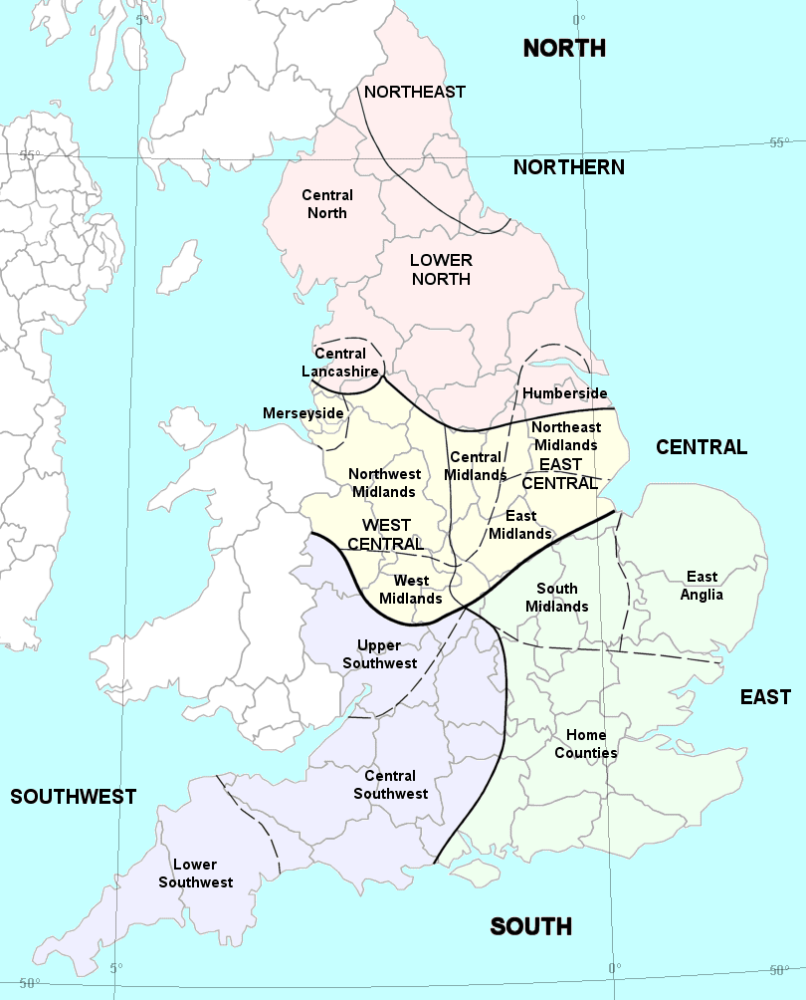 5°
0°
NORTH
NORTHEAST
55°
55°
NORTHERN
Central
North
LOWER
NORTH
Central
Lancashire
Humberside
Merseyside
Northeast
Midlands
CENTRAL
Central
Midlands
EAST
CENTRAL
Northwest
Midlands
East
Midlands
WEST
CENTRAL
West
Midlands
South
Midlands
East
Anglia
Upper
Southwest
EAST
Home
Counties
Central
Southwest
SOUTHWEST
Lower
Southwest
SOUTH
5°
0°
50°
50°